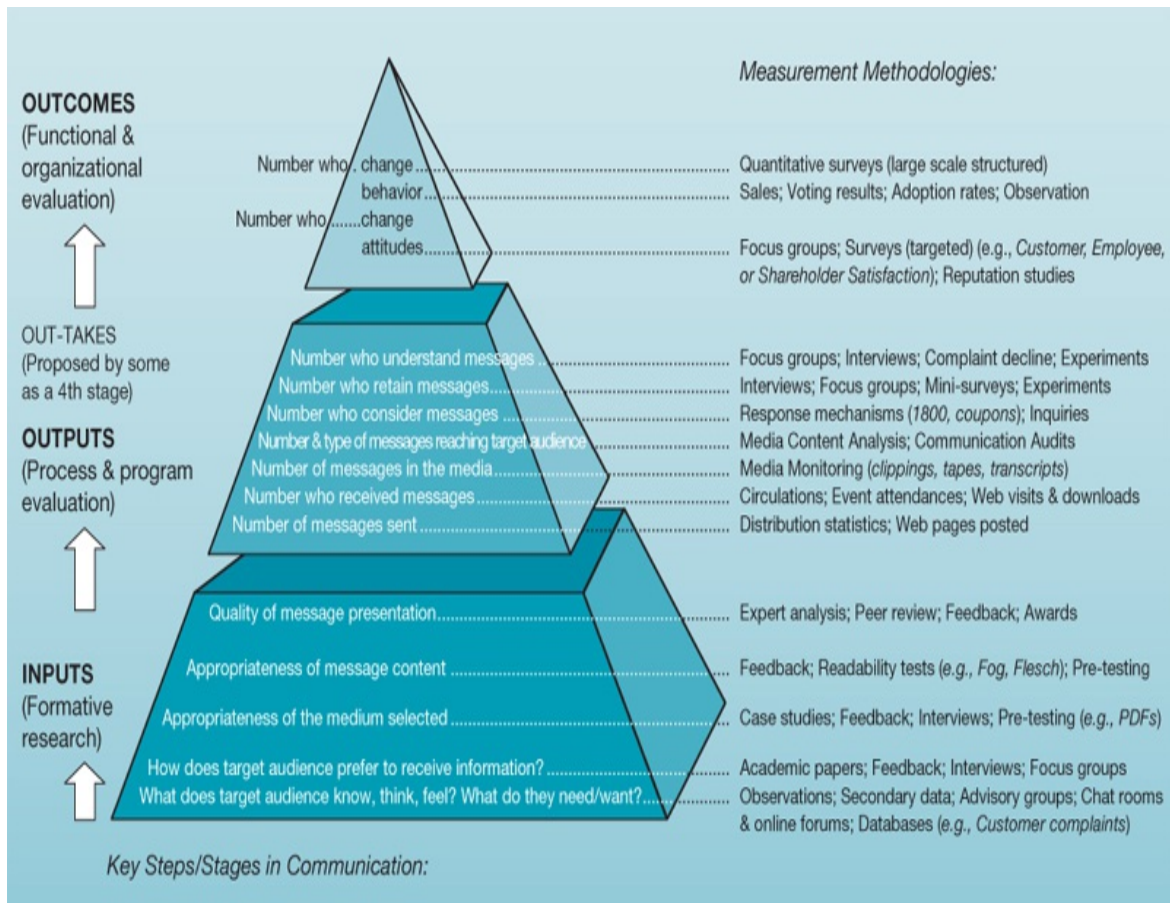 Measurement Methodologies:
OUTCOMES
(Functional &
organizational
evaluation)
Number who . change ........ Quantitative surveys (large scale structured)
behavior ........ Sales; Voting results; Adoption rates; Observation
Number who ....... change
attitudes ........ Focus groups; Surveys (targeted) (e.g., Customer, Employee,
or Shareholder Satisfaction); Reputation studies
OUT-TAKES
(Proposed by some
as a 4th stage)
Number who understand messages ........ Focus groups; Interviews; Complaint decline; Experiments
Number who retain messages ........ Interviews; Focus groups; Mini-surveys; Experiments
Number who consider messages ........ Response mechanisms (1800, coupons); Inquiries
OUTPUTS
(Process & program
evaluation)
Number & type of messages reaching target audience ........ Media Content Analysis; Communication Audits
Number of messages in the media ........ Media Monitoring (clippings, tapes, transcripts)
Number who received messages ........ Circulations; Event attendances; Web visits & downloads
Number of messages sent ........ Distribution statistics; Web pages posted
INPUTS
(Formative
research)
Quality of message presentation ........ Expert analysis; Peer review; Feedback; Awards
Appropriateness of message content ........ Feedback; Readability tests (e.g., Fog, Flesch); Pre-testing
Appropriateness of the medium selected ........ Case studies; Feedback; Interviews; Pre-testing (e.g., PDFs)
How does target audience prefer to receive information? ........ Academic papers; Feedback; Interviews; Focus groups
What does target audience know, think, feel? What do they need/want? ........ Observations; Secondary data; Advisory groups; Chat rooms
& online forums; Databases (e.g., Customer complaints)
Key Steps/Stages in Communication: